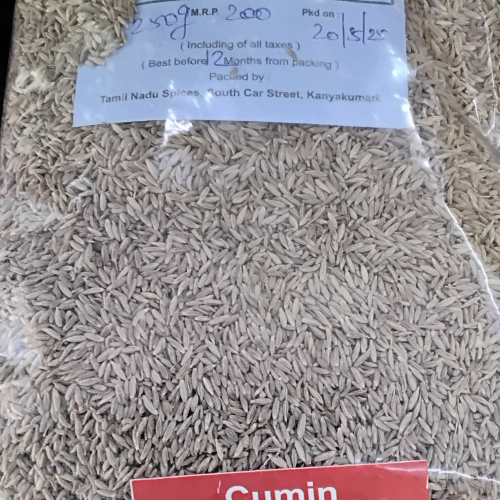 250g M.R.P. 200 Pkd on :
20/5/25
( Including of all taxes )
( Best before 12 Months from packing )
Packed by :
Tamil Nadu Spices, South Car Street, Kanyakumari.
Cumin